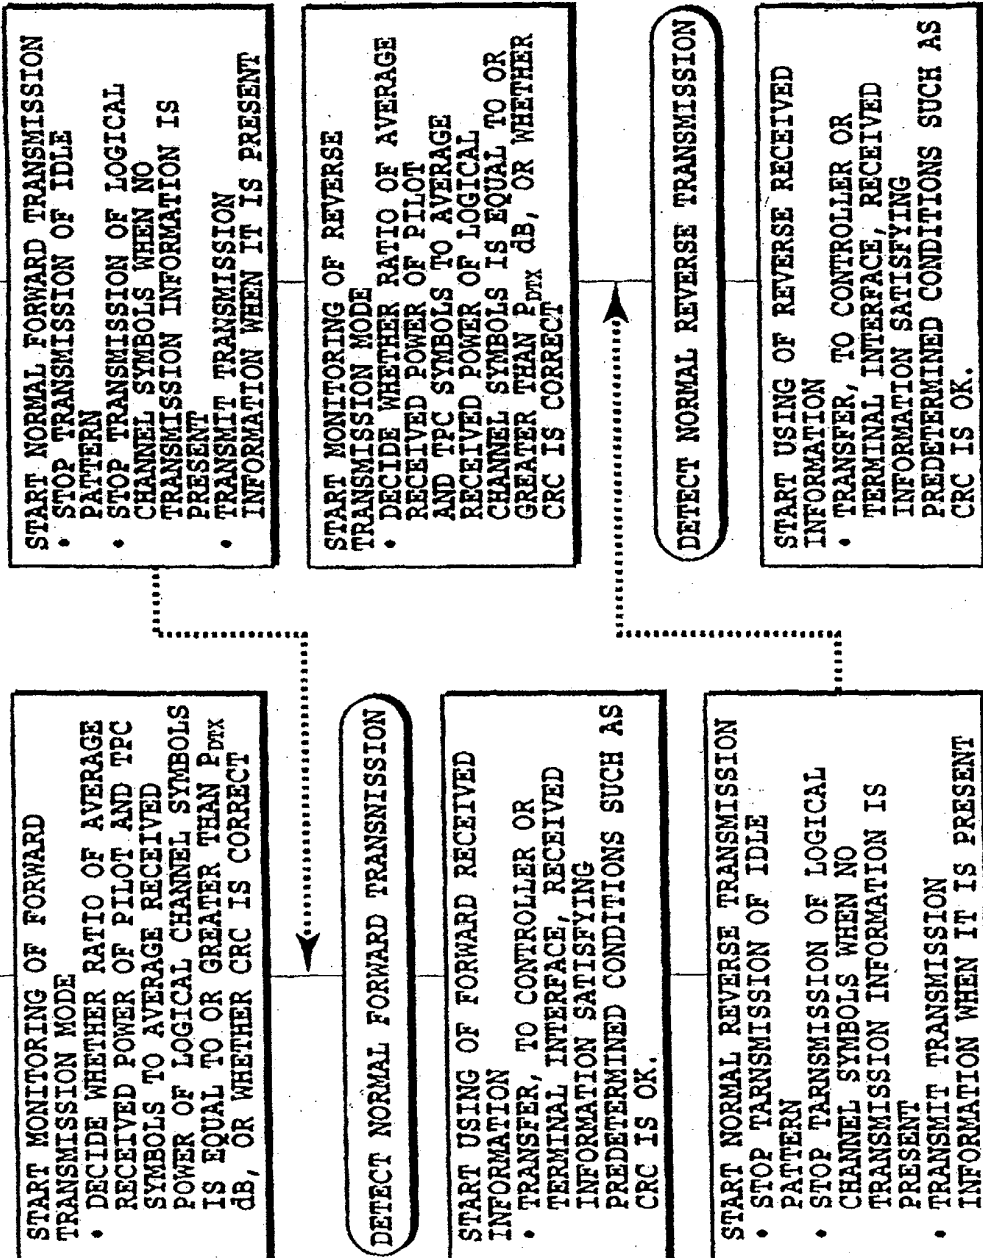 START MONITORING OF FORWARD
TRANSMISSION MODE
• DECIDE WHETHER RATIO OF AVERAGE
RECEIVED POWER OF PILOT AND TPC
SYMBOLS TO AVERAGE RECEIVED
POWER OF LOGICAL CHANNEL SYMBOLS
IS EQUAL TO OR GREATER THAN PDTX
dB, OR WHETHER CRC IS CORRECT
DETECT NORMAL FORWARD TRANSNISSION
START USING OF FORWARD RECEIVED
INFORMATION
• TRANSFER, TO CONTROLLER OR
TERMINAL INTERFACE, RECEIVED
INFORMATION SATISFYING
PREDETERMINED CONDITIONS SUCH AS
CRC IS OK.
START NORMAL REVERSE TRANSMISSION
• STOP TARNSMISSION OF IDLE
PATTERN
• STOP TARNSMISSION OF LOGICAL
CHANNEL SYMBOLS WHEN NO
TRANSMISSION INFORMATION IS
PRESENT
• TRANSMIT TRANSMISSION
INFORMATION WHEN IT IS PRESENT
START NORMAL FORWARD TRANSMISSION
• STOP TRANSMISSION OF IDLE
PATTERN
• STOP TRANSMISSION OF LOGICAL
CHANNEL SYMBOLS WHEN NO
TRANSMISSION INFORMATION IS
PRESENT
• TRANSMIT TRANSMISSION
INFORMATION WHEN IT IS PRESENT
START MONITORING OF REVERSE
TRANSMISSION MODE
• DECIDE WHETHER RATIO OF AVERAGE
RECEIVED POWER OF PILOT
AND TPC SYMBOLS TO AVERAGE
RECEIVED POWER OF LOGICAL
CHANNEL SYMBOLS IS EQUAL TO OR
GREATER THAN PDTX dB, OR WHETHER
CRC IS CORRECT
DETECT NORMAL REVERSE TRANSMISSION
START USING OF REVERSE RECEIVED
INFORMATION
• TRANSFER, TO CONTROLLER OR
TERMINAL INTERFACE, RECEIVED
INFORMATION SATISFYING
PREDETERMINED CONDITIONS SUCH AS
CRC IS OK.